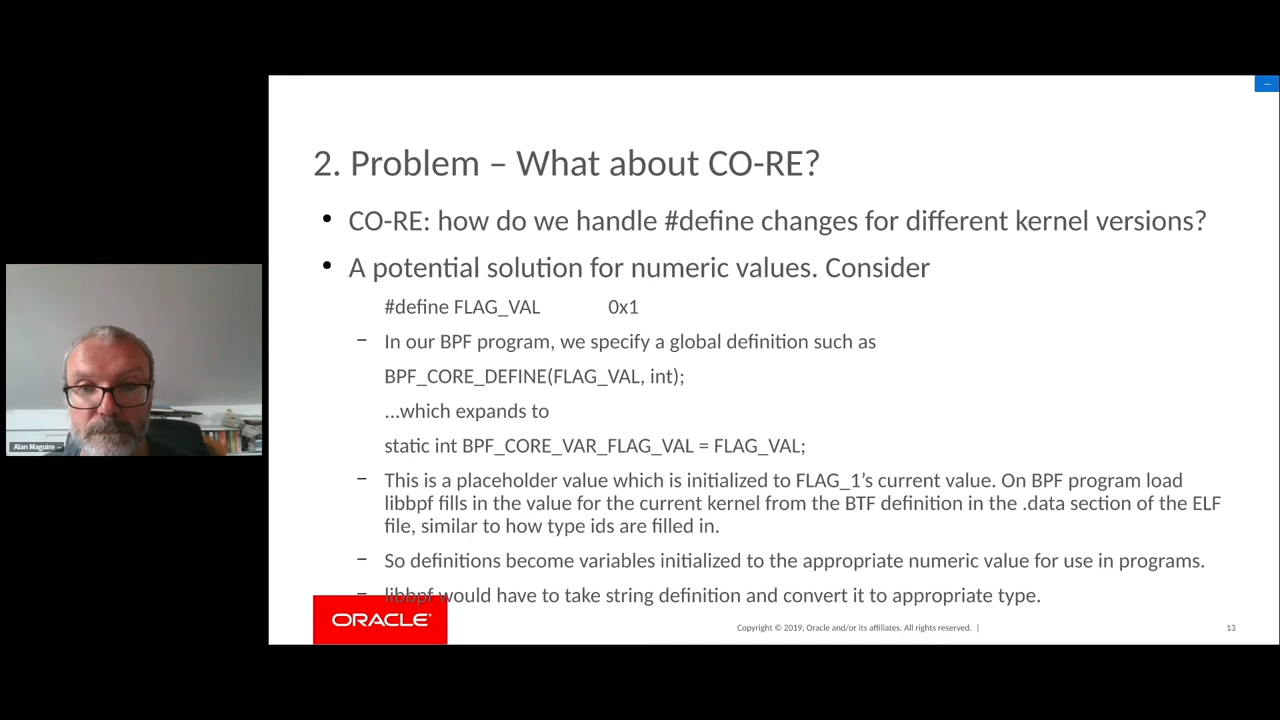 2. Problem – What about CO-RE?
• CO-RE: how do we handle #define changes for different kernel versions?
• A potential solution for numeric values. Consider
#define FLAG_VAL 0x1
– In our BPF program, we specify a global definition such as
BPF_CORE_DEFINE(FLAG_VAL, int);
...which expands to
static int BPF_CORE_VAR_FLAG_VAL = FLAG_VAL;
– This is a placeholder value which is initialized to FLAG_1’s current value. On BPF program load
libbpf fills in the value for the current kernel from the BTF definition in the .data section of the ELF
file, similar to how type ids are filled in.
– So definitions become variables initialized to the appropriate numeric value for use in programs.
– libbpf would have to take string definition and convert it to appropriate type.
ORACLE®
Copyright © 2019, Oracle and/or its affiliates. All rights reserved. |
13
Alan Maguire